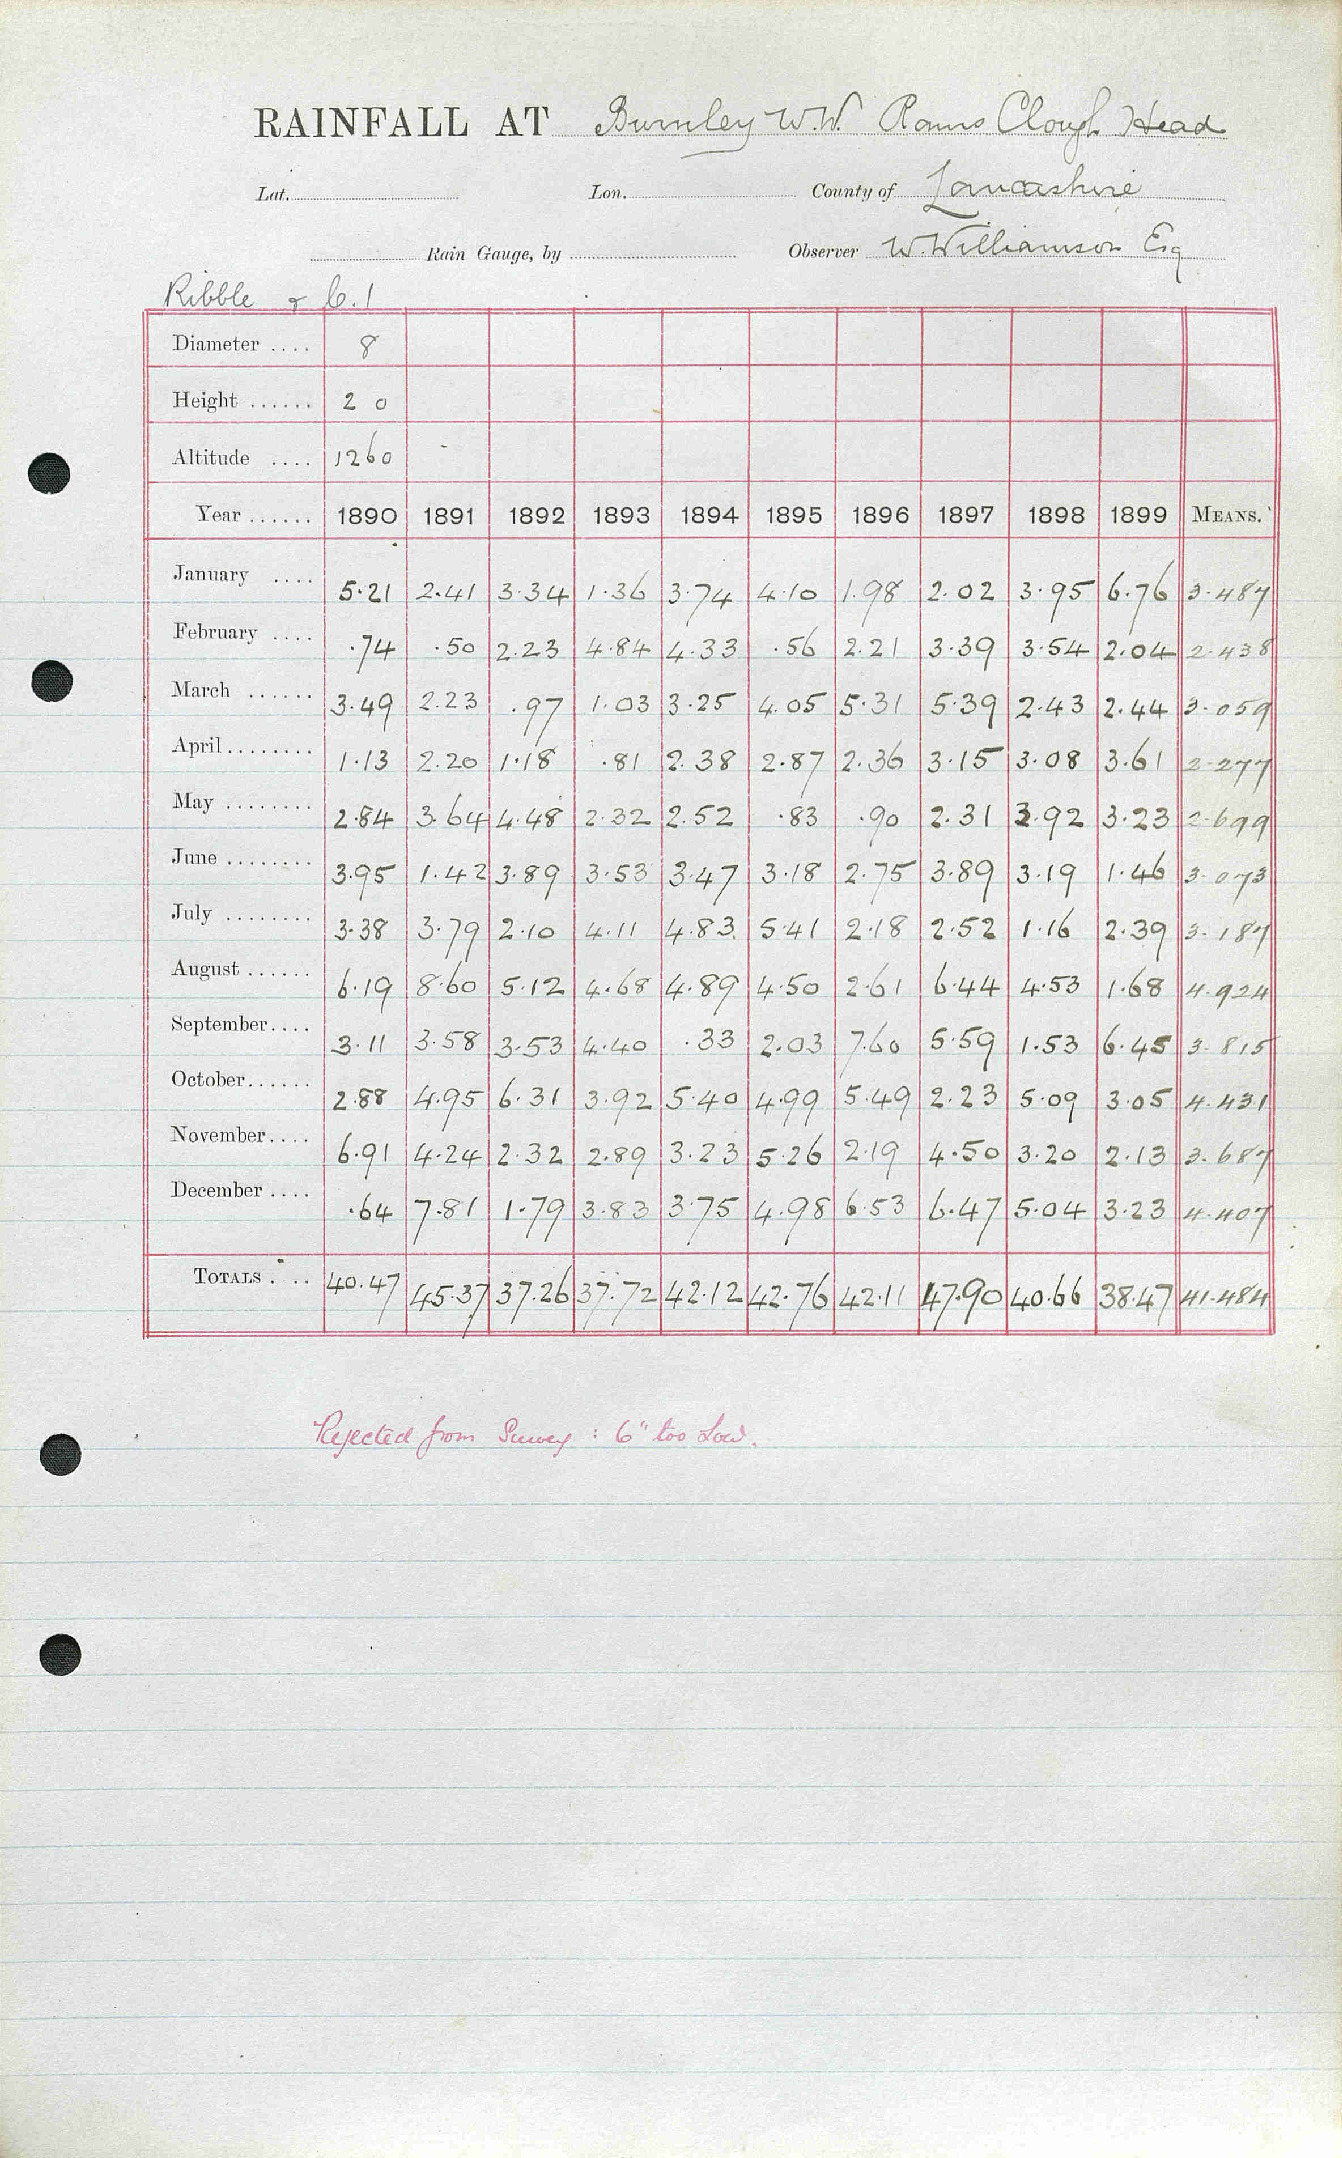 RAINFALL AT Burnley W.W. Rams Clough Head
Lat. Lon. County of Lancashire
Rain Gauge, by Observer W. Williamson Esq
Ribble
Diameter .... 8
Height ...... 2 0
Altitude .... 1260
Year ...... 1890 1891 1892 1893 1894 1895 1896 1897 1898 1899 MEANS.
January .... 5.21 2.41 3.34 1.36 3.74 4.10 1.98 2.02 3.95 6.76 3.487
February .... .74 .50 2.23 4.84 4.33 .56 2.21 3.39 3.54 2.04 2.438
March ...... 3.49 2.23 .97 1.03 3.25 4.05 5.31 5.39 2.43 2.44 3.059
April ........ 1.13 2.20 1.18 .81 2.38 2.87 2.36 3.15 3.08 3.61 2.277
May ........ 2.84 3.64 4.48 2.32 2.52 .83 .90 2.31 3.92 3.23 2.699
June ........ 3.95 1.42 3.89 3.53 3.47 3.18 2.75 3.89 3.19 1.46 3.073
July ........ 3.38 3.79 2.10 4.11 4.83 5.41 2.18 2.52 1.16 2.39 3.187
August ...... 6.19 8.60 5.12 4.68 4.89 4.50 2.61 6.44 4.53 1.68 4.924
September .... 3.11 3.58 3.53 4.40 .33 2.03 7.60 5.59 1.53 6.45 3.815
October ...... 2.88 4.95 6.31 3.92 5.40 4.99 5.49 2.23 5.09 3.05 4.431
November .... 6.91 4.24 2.32 2.89 3.23 5.26 2.19 4.50 3.20 2.13 3.687
December .... .64 7.81 1.79 3.83 3.75 4.98 6.53 6.47 5.04 3.23 4.407
TOTALS .... 40.47 45.37 37.26 37.72 42.12 42.76 42.11 47.90 40.66 38.47 41.484
Rejected from Survey : 6" too Low.